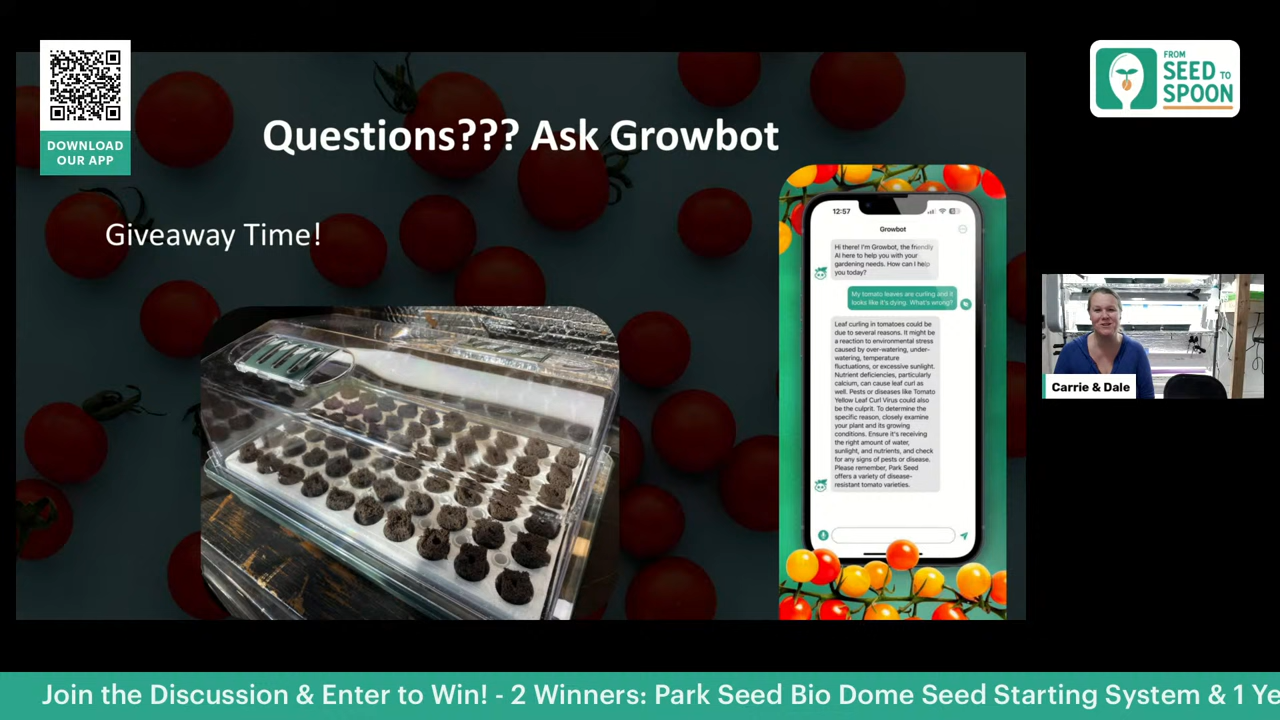 DOWNLOAD
OUR APP
FROM
SEED TO
SPOON
Questions??? Ask Growbot
Giveaway Time!
12:57
Growbot
Hi there! I'm Growbot, the friendly
AI here to help you with your
gardening needs. How can I help
you today?
My tomato leaves are curling and it
looks like it's dying. What's wrong?
Leaf curling in tomatoes could be
due to several reasons. It might be
a reaction to environmental stress
caused by over-watering, under-
watering, temperature
fluctuations, or excessive sunlight.
Nutrient deficiencies, particularly
calcium, can cause leaf curl as
well. Pests or diseases like Tomato
Yellow Leaf Curl Virus could also
be the culprit. To determine the
specific reason, closely examine
your plant and its growing
conditions. Ensure it's receiving
the right amount of water,
sunlight, and nutrients, and check
for any signs of pests or disease.
Please remember, Park Seed
offers a variety of disease-
resistant tomato varieties.
Carrie & Dale
Join the Discussion & Enter to Win! - 2 Winners: Park Seed Bio Dome Seed Starting System & 1 Ye